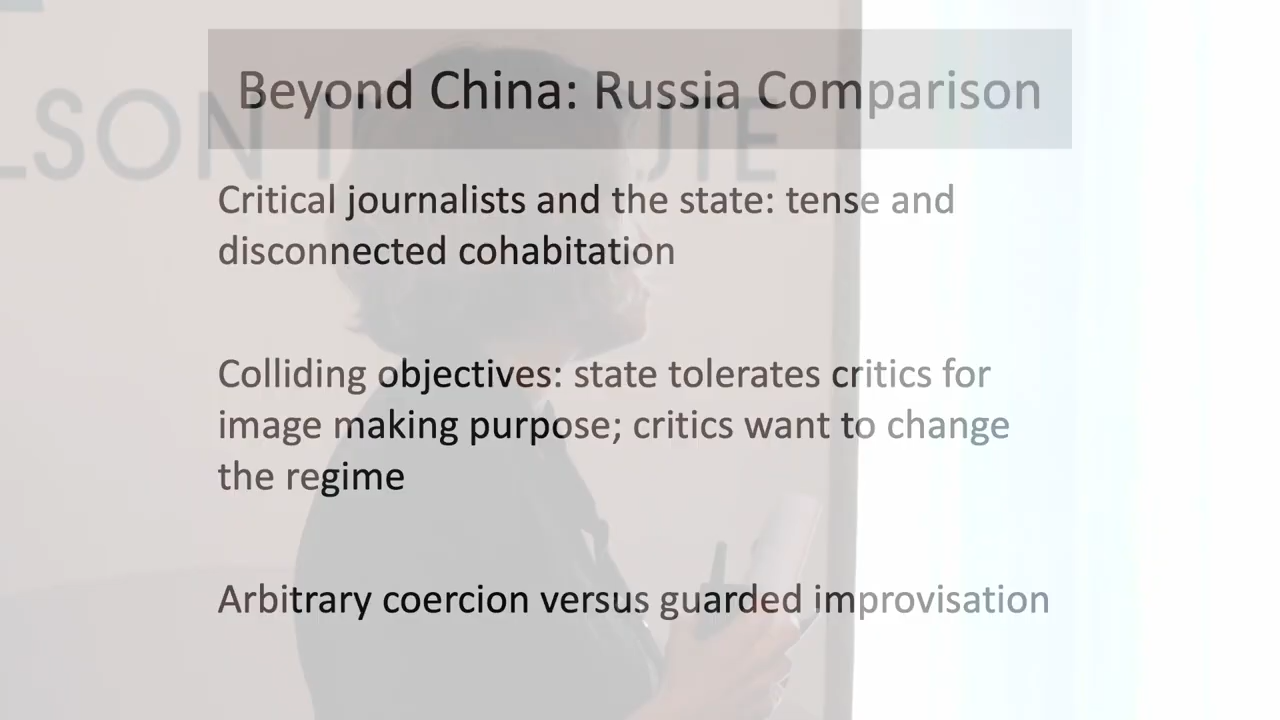 Beyond China: Russia Comparison
LSON
Critical journalists and the state: tense and
disconnected cohabitation
Colliding objectives: state tolerates critics for
image making purpose; critics want to change
the regime
Arbitrary coercion versus guarded improvisation